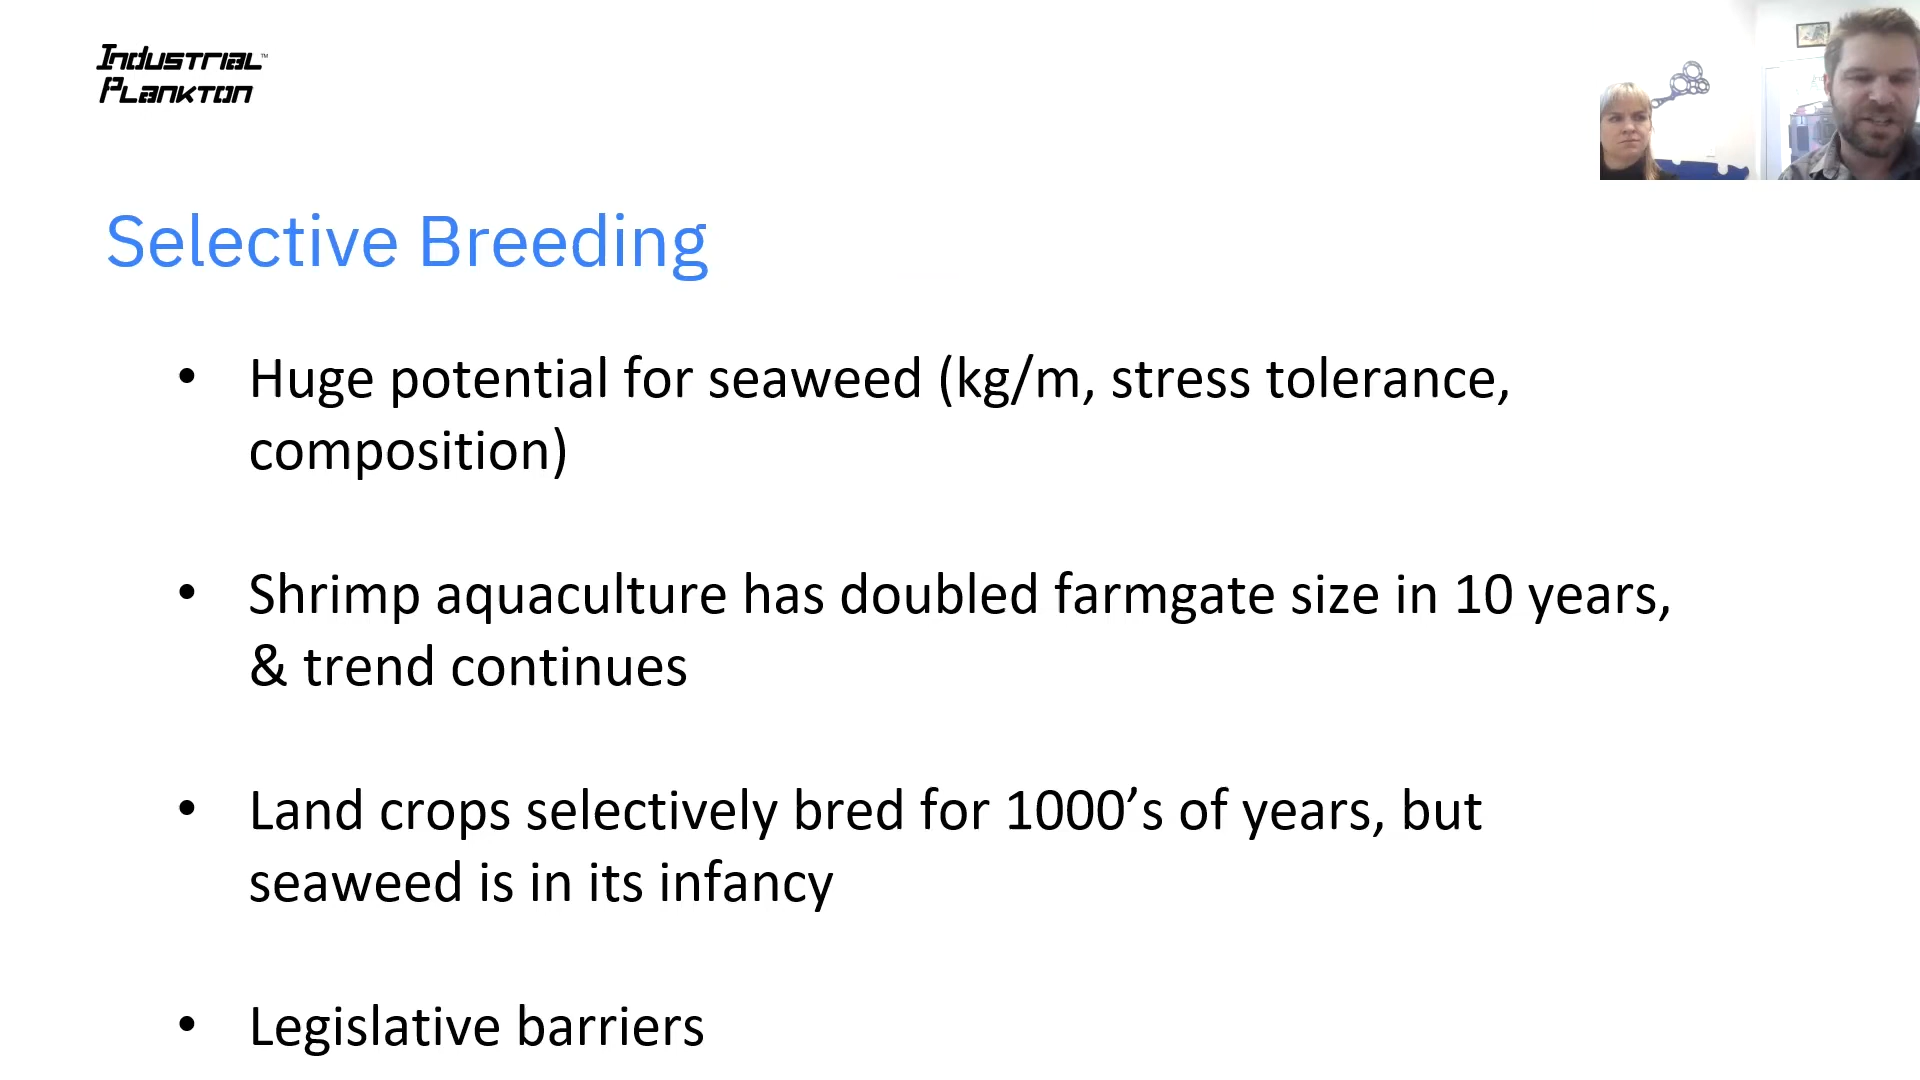 Industrial™
Plankton
Selective Breeding
• Huge potential for seaweed (kg/m, stress tolerance,
composition)
• Shrimp aquaculture has doubled farmgate size in 10 years,
& trend continues
• Land crops selectively bred for 1000’s of years, but
seaweed is in its infancy
• Legislative barriers